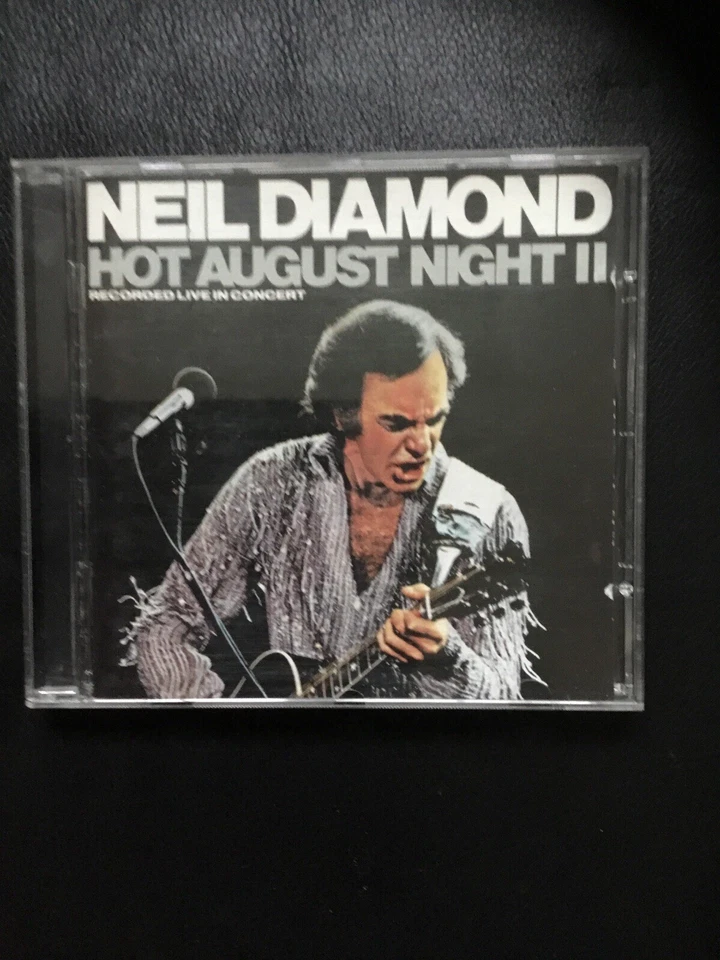 NEIL DIAMOND
HOT AUGUST NIGHT II
RECORDED LIVE IN CONCERT